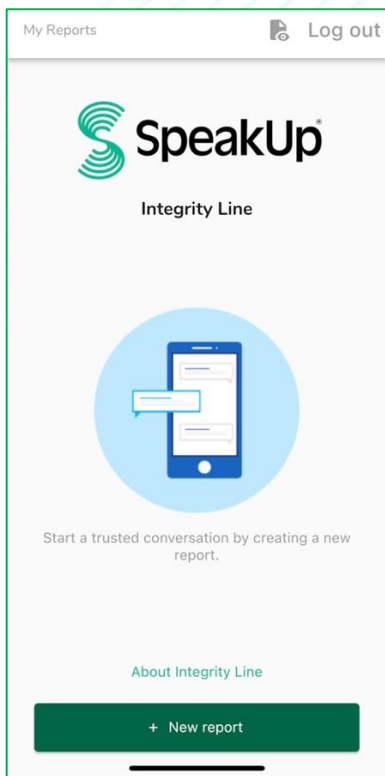 My Reports
Log out
SpeakUp®
Integrity Line
Start a trusted conversation by creating a new
report.
About Integrity Line
+ New report